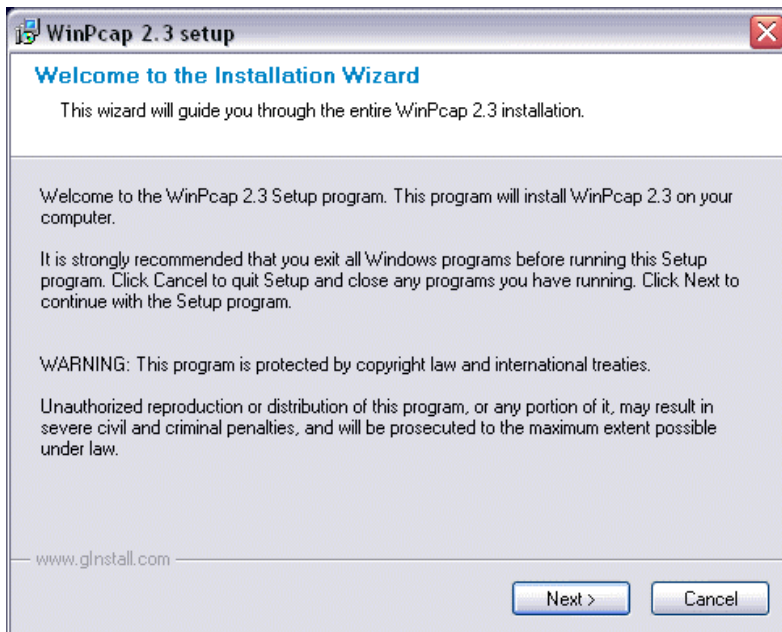 WinPcap 2.3 setup
Welcome to the Installation Wizard
This wizard will guide you through the entire WinPcap 2.3 installation.
Welcome to the WinPcap 2.3 Setup program. This program will install WinPcap 2.3 on your
computer.
It is strongly recommended that you exit all Windows programs before running this Setup
program. Click Cancel to quit Setup and close any programs you have running. Click Next to
continue with the Setup program.
WARNING: This program is protected by copyright law and international treaties.
Unauthorized reproduction or distribution of this program, or any portion of it, may result in
severe civil and criminal penalties, and will be prosecuted to the maximum extent possible
under law.
www.gInstall.com
Next > Cancel